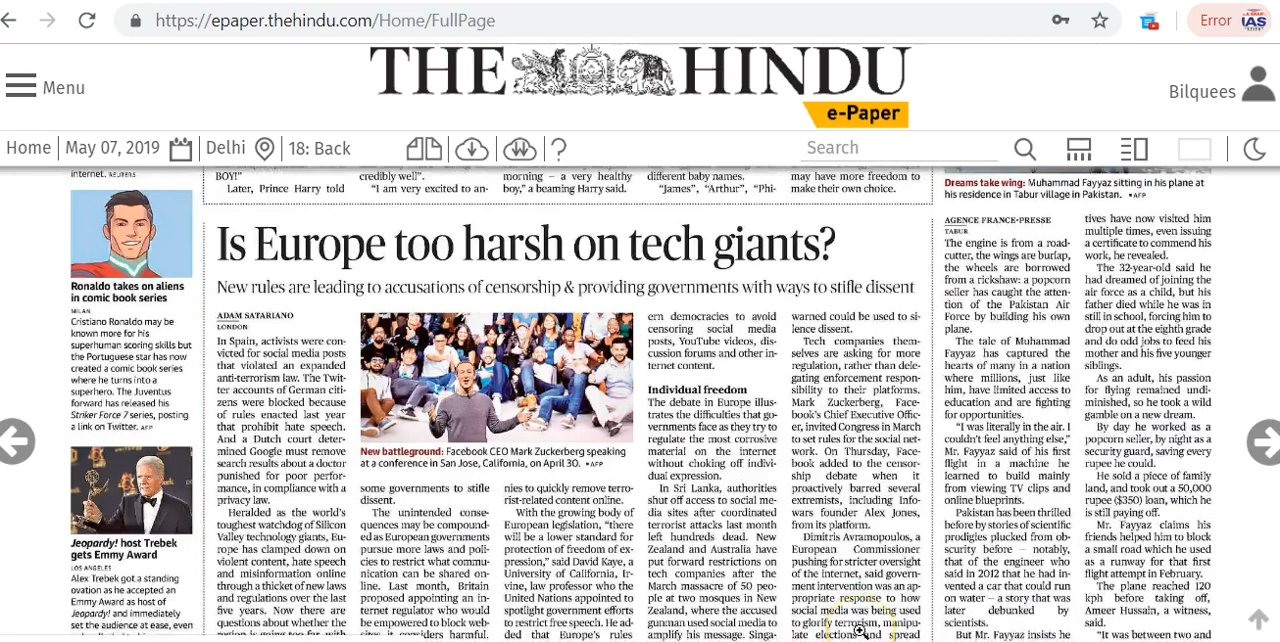 https://epaper.thehindu.com/Home/FullPage
Error
IAS
Menu
THE HINDU
e-Paper
Bilquees
Home
May 07, 2019
Delhi
18: Back
?
Search
internet. REUTERS
Ronaldo takes on aliens
in comic book series
MILAN
Cristiano Ronaldo may be
known more for his
superhuman scoring skills but
the Portuguese star has now
created a comic book series
where he turns into a
superhero. The Juventus
forward has released his
Striker Force 7 series, posting
a link on Twitter. AFP
Jeopardy! host Trebek
gets Emmy Award
LOS ANGELES
Alex Trebek got a standing
ovation as he accepted an
Emmy Award as host of
Jeopardy! and immediately
set the audience at ease, even
BOY!"
Later, Prince Harry told
credibly well".
"I am very excited to an-
morning – a very healthy
boy," a beaming Harry said.
different baby names.
"James", "Arthur", "Phi-
may have more freedom to
make their own choice.
Is Europe too harsh on tech giants?
New rules are leading to accusations of censorship & providing governments with ways to stifle dissent
ADAM SATARIANO
LONDON
In Spain, activists were con-
victed for social media posts
that violated an expanded
anti-terrorism law. The Twit-
ter accounts of German citi-
zens were blocked because
of rules enacted last year
that prohibit hate speech.
And a Dutch court deter-
mined Google must remove
search results about a doctor
punished for poor perfor-
mance, in compliance with a
privacy law.
Heralded as the world's
toughest watchdog of Silicon
Valley technology giants, Eu-
rope has clamped down on
violent content, hate speech
and misinformation online
through a thicket of new laws
and regulations over the last
five years. Now there are
questions about whether the
region is going too far, with
New battleground: Facebook CEO Mark Zuckerberg speaking
at a conference in San Jose, California, on April 30. •AFP
some governments to stifle
dissent.
The unintended conse-
quences may be compound-
ed as European governments
pursue more laws and poli-
cies to restrict what commu-
nication can be shared on-
line. Last month, Britain
proposed appointing an in-
ternet regulator who would
be empowered to block web-
sites it considers harmful.
nies to quickly remove terro-
rist-related content online.
With the growing body of
European legislation, "there
will be a lower standard for
protection of freedom of ex-
pression," said David Kaye, a
University of California, Ir-
vine, law professor who the
United Nations appointed to
spotlight government efforts
to restrict free speech. He ad-
ded that Europe's rules
ern democracies to avoid
censoring social media
posts, YouTube videos, dis-
cussion forums and other in-
ternet content.
Individual freedom
The debate in Europe illus-
trates the difficulties that go-
vernments face as they try to
regulate the most corrosive
material on the internet
without choking off indivi-
dual expression.
In Sri Lanka, authorities
shut off access to social me-
dia sites after coordinated
terrorist attacks last month
left hundreds dead. New
Zealand and Australia have
put forward restrictions on
tech companies after the
March massacre of 50 peo-
ple at two mosques in New
Zealand, where the accused
gunman used social media to
amplify his message. Singa-
warned could be used to si-
lence dissent.
Tech companies them-
selves are asking for more
regulation, rather than dele-
gating enforcement respon-
sibility to their platforms.
Mark Zuckerberg, Face-
book's Chief Executive Offic-
er, invited Congress in March
to set rules for the social net-
work. On Thursday, Face-
book added to the censor-
ship debate when it
proactively barred several
extremists, including Info-
wars founder Alex Jones,
from its platform.
Dimitris Avramopoulos, a
European Commissioner
pushing for stricter oversight
of the internet, said govern-
ment intervention was an ap-
propriate response to how
social media was being used
to glorify terrorism, manipu-
late elections and spread
Dreams take wing: Muhammad Fayyaz sitting in his plane at
his residence in Tabur village in Pakistan. •AFP
AGENCE FRANCE-PRESSE
TABUR
The engine is from a road-
cutter, the wings are burlap,
the wheels are borrowed
from a rickshaw: a popcorn
seller has caught the atten-
tion of the Pakistan Air
Force by building his own
plane.
The tale of Muhammad
Fayyaz has captured the
hearts of many in a nation
where millions, just like
him, have limited access to
education and are fighting
for opportunities.
"I was literally in the air. I
couldn't feel anything else,"
Mr. Fayyaz said of his first
flight in a machine he
learned to build mainly
from viewing TV clips and
online blueprints.
Pakistan has been thrilled
before by stories of scientific
prodigies plucked from ob-
scurity before – notably,
that of the engineer who
said in 2012 that he had in-
vented a car that could run
on water – a story that was
later debunked by
scientists.
But Mr. Fayyaz insists he
tives have now visited him
multiple times, even issuing
a certificate to commend his
work, he revealed.
The 32-year-old said he
had dreamed of joining the
air force as a child, but his
father died while he was in
still in school, forcing him to
drop out at the eighth grade
and do odd jobs to feed his
mother and his five younger
siblings.
As an adult, his passion
for flying remained undi-
minished, so he took a wild
gamble on a new dream.
By day he worked as a
popcorn seller, by night as a
security guard, saving every
rupee he could.
He sold a piece of family
land, and took out a 50,000
rupee ($350) loan, which he
is still paying off.
Mr. Fayyaz claims his
friends helped him to block
a small road which he used
as a runway for that first
flight attempt in February.
The plane reached 120
kph before taking off,
Ameer Hussain, a witness,
said.
"It was between two and